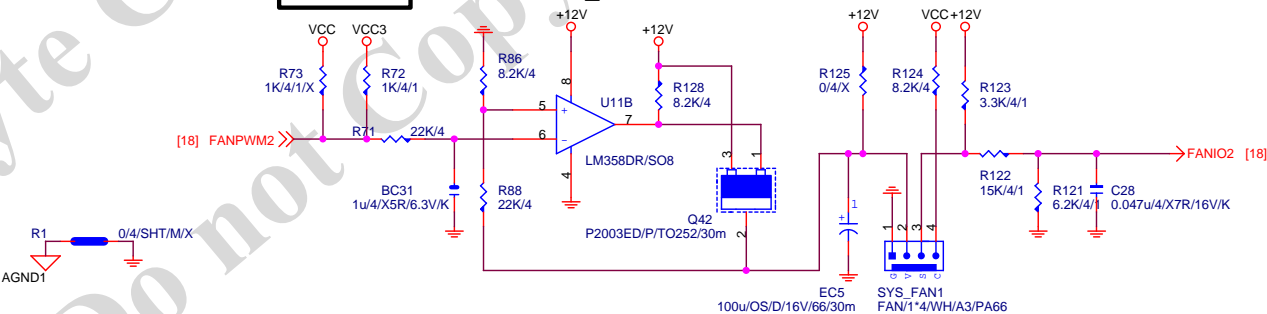 VCC
VCC3
+12V
+12V
+12V
VCC
+12V
R73
1K/4/1/X
R72
1K/4/1
R86
8.2K/4
8
U11B
R128
8.2K/4
R125
0/4/X
R124
8.2K/4
R123
3.3K/4/1
5
+
7
6
-
4
LM358DR/SO8
[18] FANPWM2
R71
22K/4
BC31
1u/4/X5R/6.3V/K
R88
22K/4
3
1
Q42
P2003ED/P/TO252/30m
2
+
1
1
2
3
4
R122
15K/4/1
R121
6.2K/4/1
C28
0.047u/4/X7R/16V/K
FANIO2 [18]
R1
0/4/SHT/M/X
AGND1
EC5
100u/OS/D/16V/66/30m
G
V
S
C
SYS_FAN1
FAN/1*4/WH/A3/PA66
yte C
Do not Copy